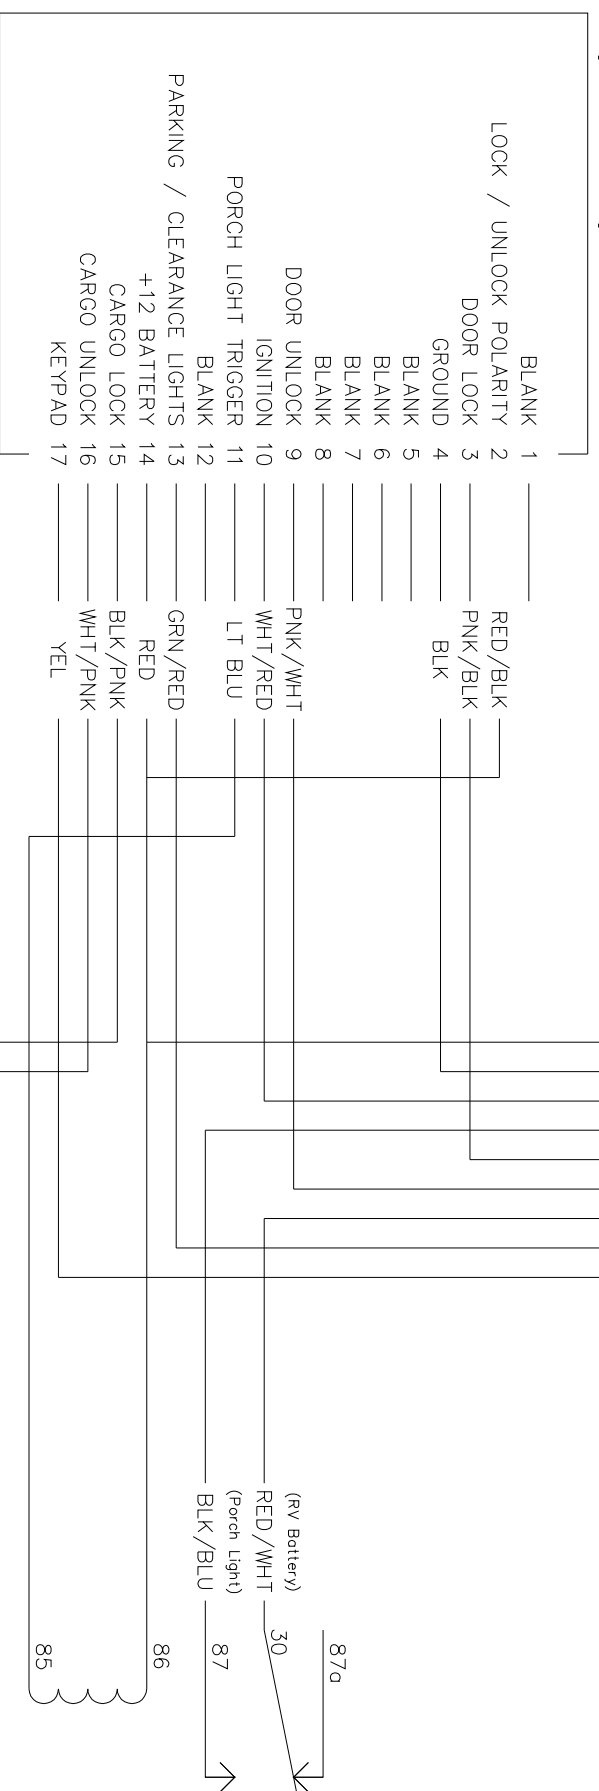 BLANK 1
LOCK / UNLOCK POLARITY 2
DOOR LOCK 3
GROUND 4
BLANK 5
BLANK 6
BLANK 7
BLANK 8
DOOR UNLOCK 9
IGNITION 10
PORCH LIGHT TRIGGER 11
BLANK 12
PARKING / CLEARANCE LIGHTS 13
+12 BATTERY 14
CARGO LOCK 15
CARGO UNLOCK 16
KEYPAD 17
RED/BLK
PNK/BLK
BLK
PNK/WHT
WHT/RED
LT BLU
GRN/RED
RED
BLK/PNK
WHT/PNK
YEL
(RV Battery)
RED/WHT
(Porch Light)
BLK/BLU
87a
30
87
86
85